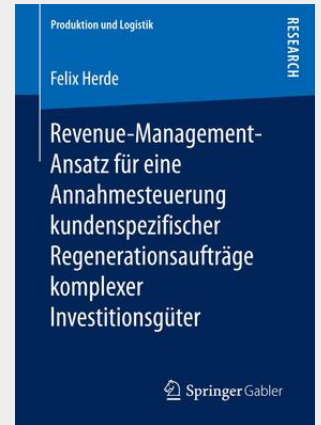 Produktion und Logistik
RESEARCH
Felix Herde
Revenue-Management-
Ansatz für eine
Annahmesteuerung
kundenspezifischer
Regenerationsaufträge
komplexer
Investitionsgüter
Springer Gabler